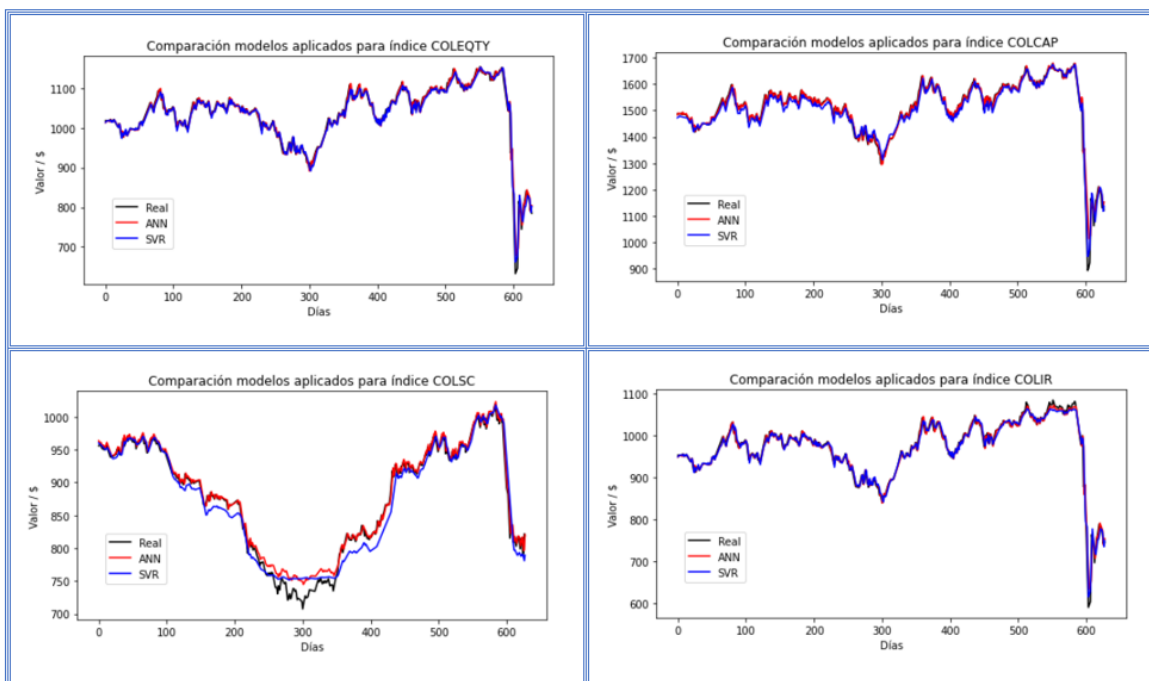 Comparación modelos aplicados para índice COLEQTY
1100
1000
900
800
700
Valor / $
Real
ANN
SVR
0 100 200 300 400 500 600
Días
Comparación modelos aplicados para índice COLCAP
1700
1600
1500
1400
1300
1200
1100
1000
900
Valor / $
Real
ANN
SVR
0 100 200 300 400 500 600
Días
Comparación modelos aplicados para índice COLSC
1000
950
900
850
800
750
700
Valor / $
Real
ANN
SVR
0 100 200 300 400 500 600
Días
Comparación modelos aplicados para índice COLIR
1100
1000
900
800
700
600
Valor / $
Real
ANN
SVR
0 100 200 300 400 500 600
Días